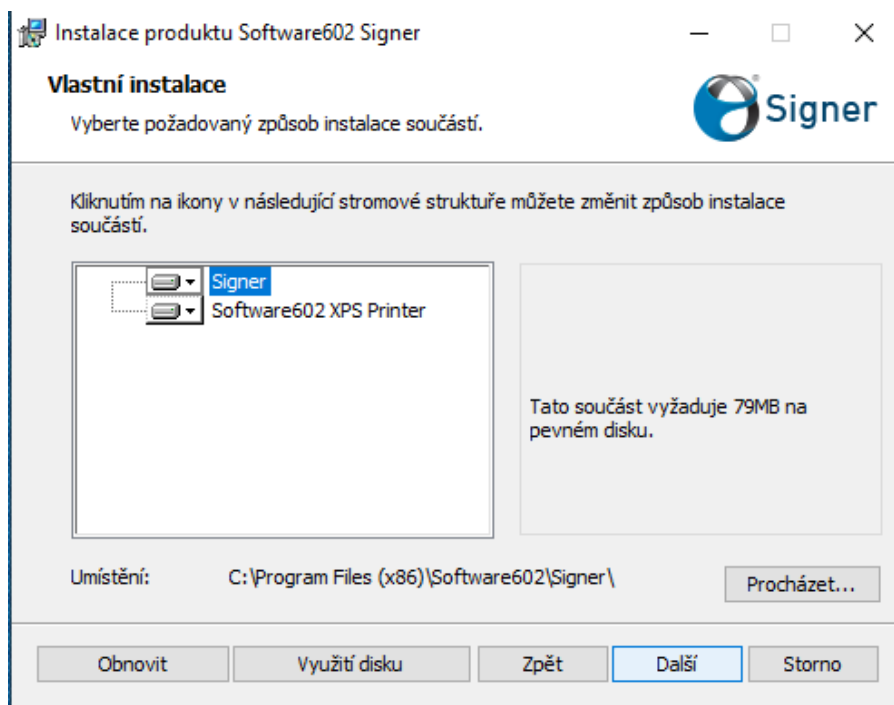 Instalace produktu Software602 Signer
Vlastní instalace
Vyberte požadovaný způsob instalace součástí.
Signer
Kliknutím na ikony v následující stromové struktuře můžete změnit způsob instalace
součástí.
Signer
Software602 XPS Printer
Tato součást vyžaduje 79MB na
pevném disku.
Umístění: C:\Program Files (x86)\Software602\Signer\
Procházet...
Obnovit Využití disku Zpět Další Storno